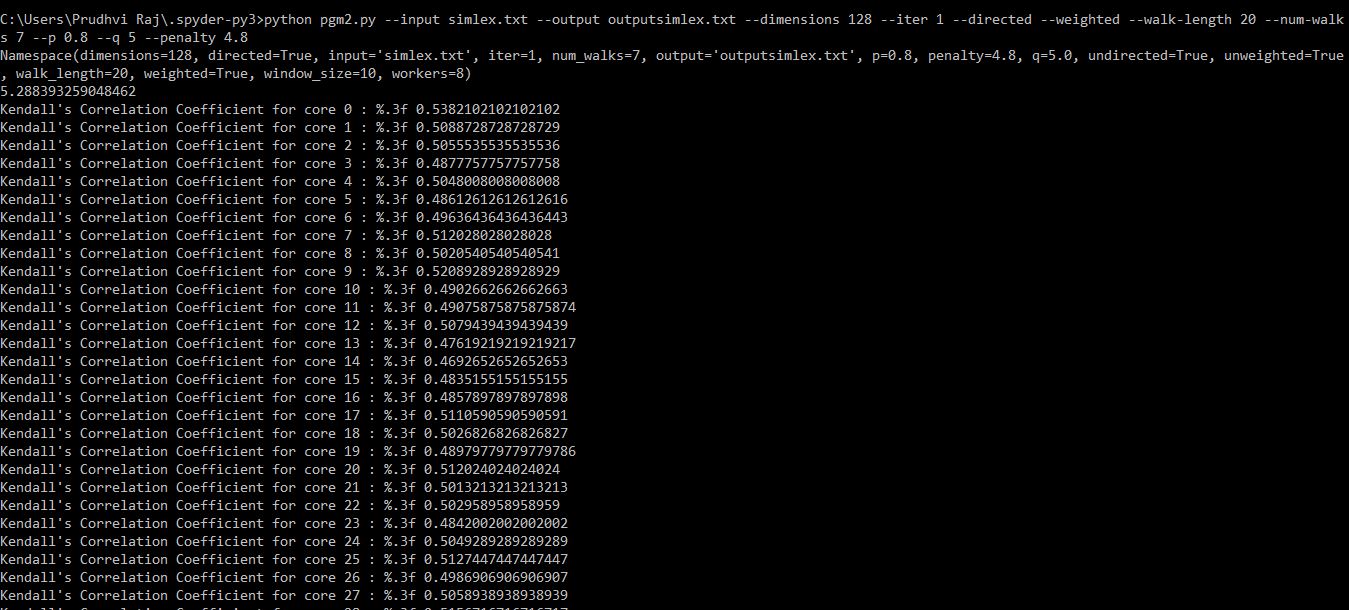 C:\Users\Prudhvi Raj\.spyder-py3>python pgm2.py --input simlex.txt --output outputsimlex.txt --dimensions 128 --iter 1 --directed --weighted --walk-length 20 --num-walk
s 7 --p 0.8 --q 5 --penalty 4.8
Namespace(dimensions=128, directed=True, input='simlex.txt', iter=1, num_walks=7, output='outputsimlex.txt', p=0.8, penalty=4.8, q=5.0, undirected=True, unweighted=True
, walk_length=20, weighted=True, window_size=10, workers=8)
5.288393259048462
Kendall's Correlation Coefficient for core 0 : %.3f 0.5382102102102102
Kendall's Correlation Coefficient for core 1 : %.3f 0.5088728728728729
Kendall's Correlation Coefficient for core 2 : %.3f 0.5055535535535536
Kendall's Correlation Coefficient for core 3 : %.3f 0.4877757757757758
Kendall's Correlation Coefficient for core 4 : %.3f 0.5048008008008008
Kendall's Correlation Coefficient for core 5 : %.3f 0.48612612612612616
Kendall's Correlation Coefficient for core 6 : %.3f 0.49636436436436443
Kendall's Correlation Coefficient for core 7 : %.3f 0.512028028028028
Kendall's Correlation Coefficient for core 8 : %.3f 0.5020540540540541
Kendall's Correlation Coefficient for core 9 : %.3f 0.5208928928928929
Kendall's Correlation Coefficient for core 10 : %.3f 0.4902662662662663
Kendall's Correlation Coefficient for core 11 : %.3f 0.49075875875875874
Kendall's Correlation Coefficient for core 12 : %.3f 0.5079439439439439
Kendall's Correlation Coefficient for core 13 : %.3f 0.47619219219219217
Kendall's Correlation Coefficient for core 14 : %.3f 0.4692652652652653
Kendall's Correlation Coefficient for core 15 : %.3f 0.4835155155155155
Kendall's Correlation Coefficient for core 16 : %.3f 0.4857897897897898
Kendall's Correlation Coefficient for core 17 : %.3f 0.5110590590590591
Kendall's Correlation Coefficient for core 18 : %.3f 0.5026826826826827
Kendall's Correlation Coefficient for core 19 : %.3f 0.48979779779779786
Kendall's Correlation Coefficient for core 20 : %.3f 0.512024024024024
Kendall's Correlation Coefficient for core 21 : %.3f 0.5013213213213213
Kendall's Correlation Coefficient for core 22 : %.3f 0.502958958958959
Kendall's Correlation Coefficient for core 23 : %.3f 0.4842002002002002
Kendall's Correlation Coefficient for core 24 : %.3f 0.5049289289289289
Kendall's Correlation Coefficient for core 25 : %.3f 0.5127447447447447
Kendall's Correlation Coefficient for core 26 : %.3f 0.4986906906906907
Kendall's Correlation Coefficient for core 27 : %.3f 0.5058938938938939
Kendall's Correlation Coefficient for core